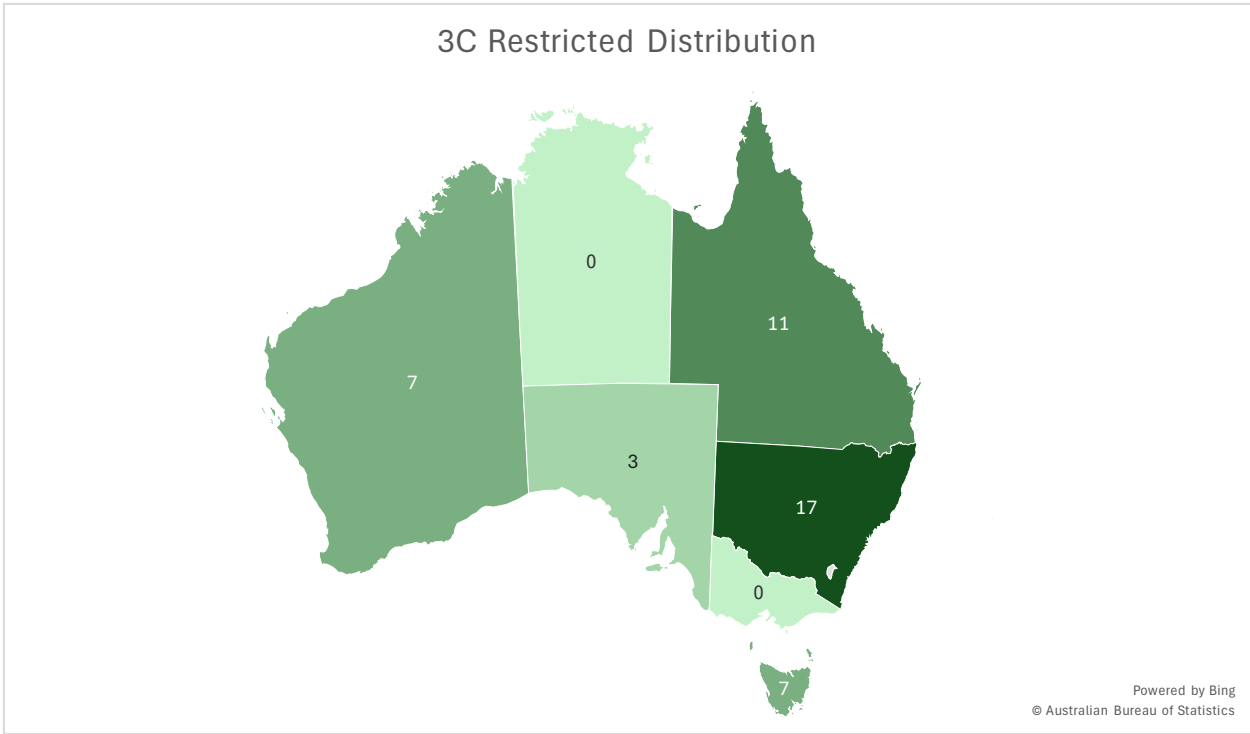 3C Restricted Distribution
0
11
7
3
17
0
7
Powered by Bing
© Australian Bureau of Statistics